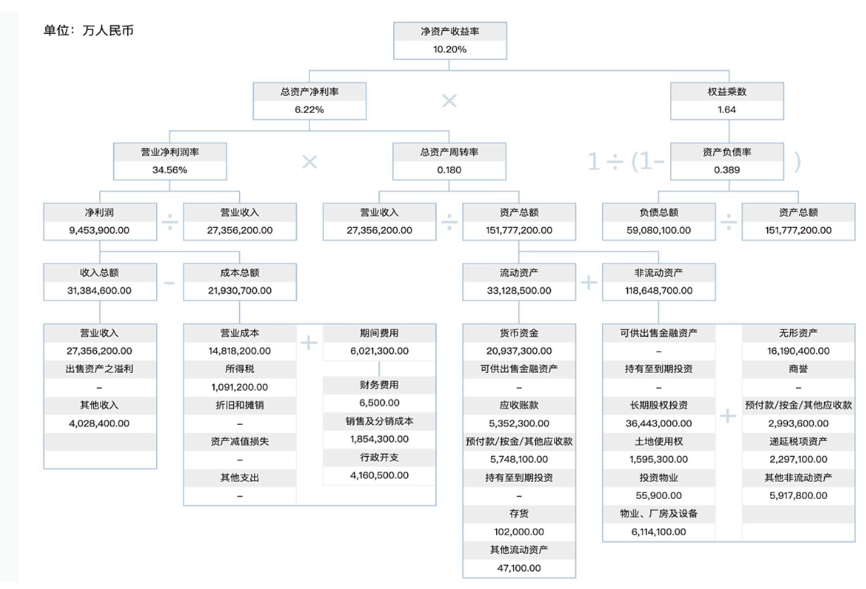 单位：万人民币
净资产收益率
10.20%
总资产净利率
6.22%
×
权益乘数
1.64
营业净利润率
34.56%
×
总资产周转率
0.180
1÷(1-
资产负债率
0.389
)
净利润
9,453,900.00
÷
营业收入
27,356,200.00
营业收入
27,356,200.00
÷
资产总额
151,777,200.00
负债总额
59,080,100.00
÷
资产总额
151,777,200.00
收入总额
31,384,600.00
-
成本总额
21,930,700.00
流动资产
33,128,500.00
+
非流动资产
118,648,700.00
营业收入
27,356,200.00
出售资产之溢利
–
其他收入
4,028,400.00
营业成本
14,818,200.00
所得税
1,091,200.00
折旧和摊销
–
资产减值损失
–
其他支出
–
+
期间费用
6,021,300.00
财务费用
6,500.00
销售及分销成本
1,854,300.00
行政开支
4,160,500.00
货币资金
20,937,300.00
可供出售金融资产
–
应收账款
5,352,300.00
预付款/按金/其他应收款
5,748,100.00
持有至到期投资
–
存货
102,000.00
其他流动资产
47,100.00
可供出售金融资产
–
持有至到期投资
–
长期股权投资
36,443,000.00
土地使用权
1,595,300.00
投资物业
55,900.00
物业、厂房及设备
6,114,100.00
+
无形资产
16,190,400.00
商誉
–
预付款/按金/其他应收款
2,993,600.00
递延税项资产
2,297,100.00
其他非流动资产
5,917,800.00